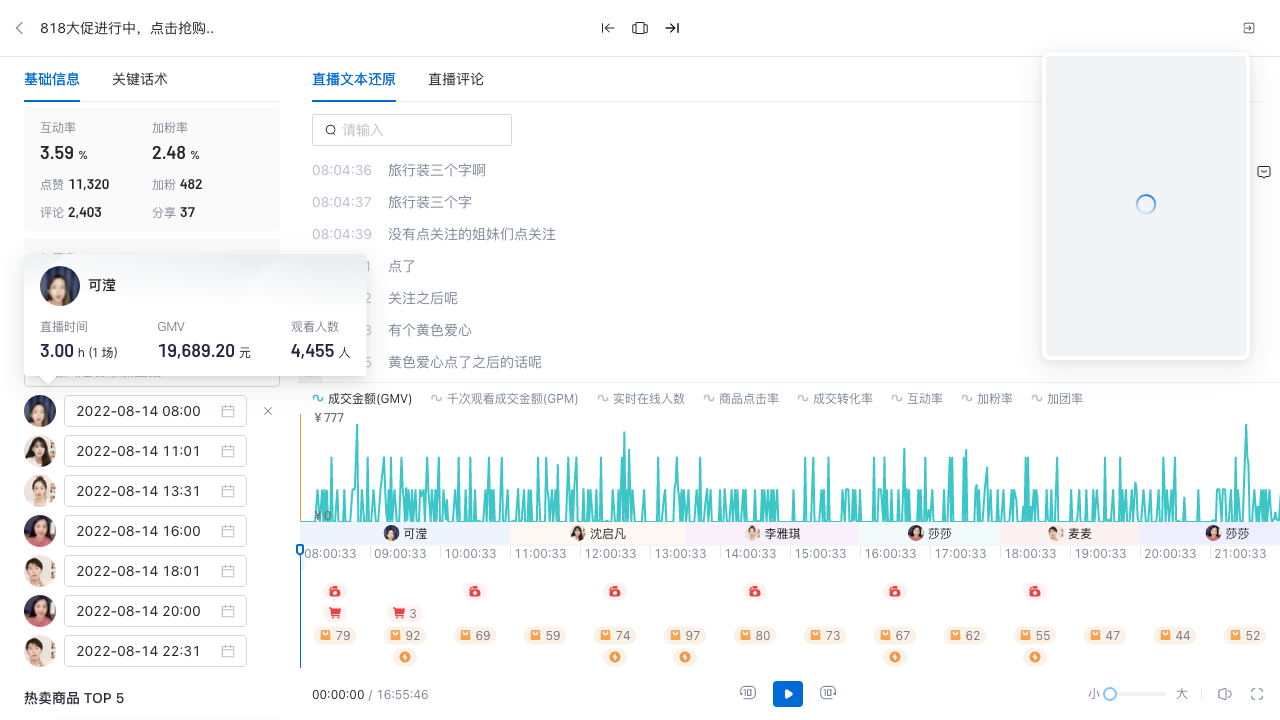 818大促进行中，点击抢购..
基础信息
关键话术
互动率
加粉率
3.59 %
2.48 %
点赞 11,320
加粉 482
评论 2,403
分享 37
可滢
直播时间
GMV
观看人数
3.00 h (1 场)
19,689.20 元
4,455 人
2022-08-14 08:00
2022-08-14 11:01
2022-08-14 13:31
2022-08-14 16:00
2022-08-14 18:01
2022-08-14 20:00
2022-08-14 22:31
热卖商品 TOP 5
直播文本还原
直播评论
请输入
08:04:36 旅行装三个字啊
08:04:37 旅行装三个字
08:04:39 没有点关注的姐妹们点关注
1 点了
2 关注之后呢
3 有个黄色爱心
5 黄色爱心点了之后的话呢
成交金额(GMV)
千次观看成交金额(GPM)
实时在线人数
商品点击率
成交转化率
互动率
加粉率
加团率
¥ 777
¥ 0
可滢
沈启凡
李雅琪
莎莎
麦麦
莎莎
08:00:33
09:00:33
10:00:33
11:00:33
12:00:33
13:00:33
14:00:33
15:00:33
16:00:33
17:00:33
18:00:33
19:00:33
20:00:33
21:00:33
3
79
92
69
59
74
97
80
73
67
62
55
47
44
52
00:00:00 / 16:55:46
10
10
小
大